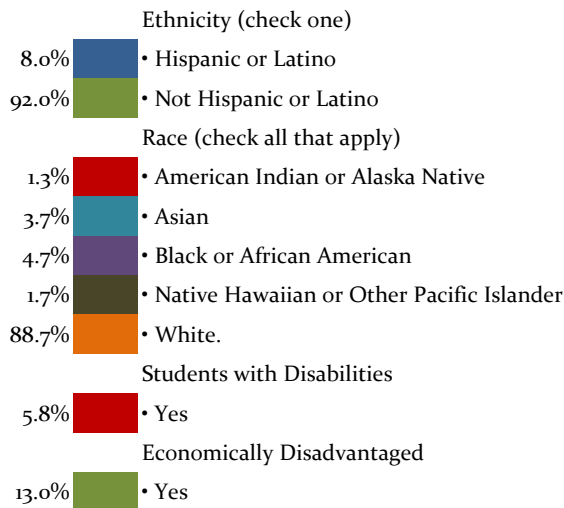 Ethnicity (check one)
8.0% • Hispanic or Latino
92.0% • Not Hispanic or Latino
Race (check all that apply)
1.3% • American Indian or Alaska Native
3.7% • Asian
4.7% • Black or African American
1.7% • Native Hawaiian or Other Pacific Islander
88.7% • White.
Students with Disabilities
5.8% • Yes
Economically Disadvantaged
13.0% • Yes